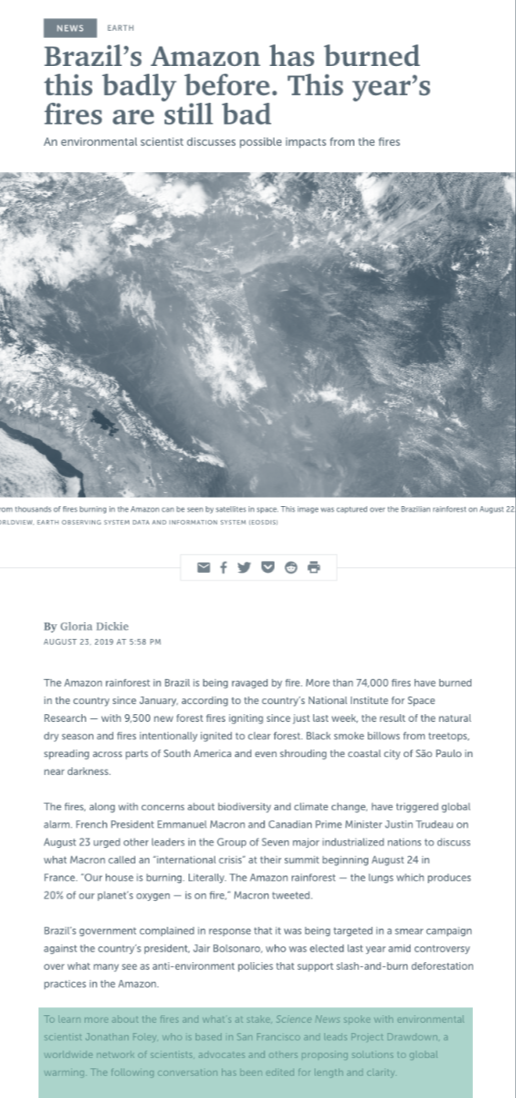 NEWS EARTH
Brazil’s Amazon has burned
this badly before. This year’s
fires are still bad
An environmental scientist discusses possible impacts from the fires
rom thousands of fires burning in the Amazon can be seen by satellites in space. This image was captured over the Brazilian rainforest on August 22
RLDVIEW, EARTH OBSERVING SYSTEM DATA AND INFORMATION SYSTEM (EOSDIS)
By Gloria Dickie
AUGUST 23, 2019 AT 5:58 PM
The Amazon rainforest in Brazil is being ravaged by fire. More than 74,000 fires have burned
in the country since January, according to the country’s National Institute for Space
Research — with 9,500 new forest fires igniting since just last week, the result of the natural
dry season and fires intentionally ignited to clear forest. Black smoke billows from treetops,
spreading across parts of South America and even shrouding the coastal city of São Paulo in
near darkness.
The fires, along with concerns about biodiversity and climate change, have triggered global
alarm. French President Emmanuel Macron and Canadian Prime Minister Justin Trudeau on
August 23 urged other leaders in the Group of Seven major industrialized nations to discuss
what Macron called an “international crisis” at their summit beginning August 24 in
France. “Our house is burning. Literally. The Amazon rainforest — the lungs which produces
20% of our planet’s oxygen — is on fire,” Macron tweeted.
Brazil’s government complained in response that it was being targeted in a smear campaign
against the country’s president, Jair Bolsonaro, who was elected last year amid controversy
over what many see as anti-environment policies that support slash-and-burn deforestation
practices in the Amazon.
To learn more about the fires and what’s at stake, Science News spoke with environmental
scientist Jonathan Foley, who is based in San Francisco and leads Project Drawdown, a
worldwide network of scientists, advocates and others proposing solutions to global
warming. The following conversation has been edited for length and clarity.